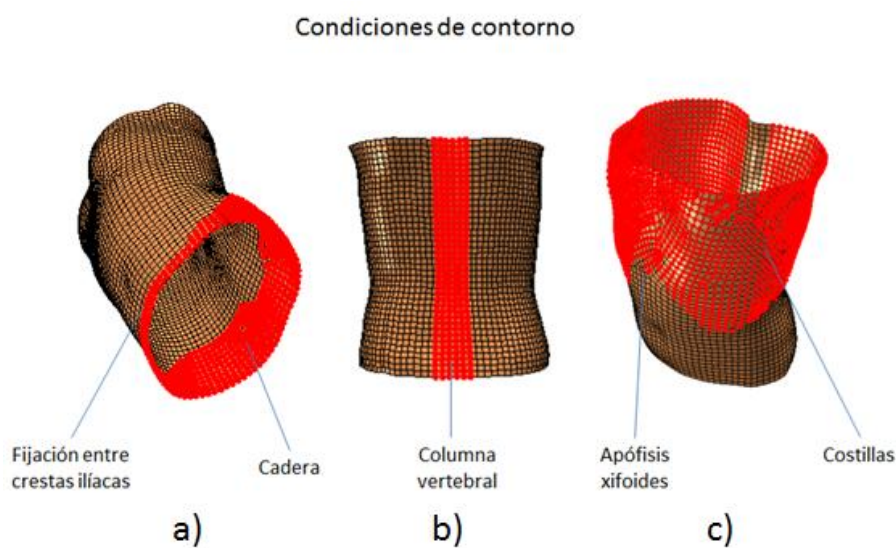 Condiciones de contorno
Fijación entre
crestas ilíacas
Cadera
Columna
vertebral
Apófisis
xifoides
Costillas
a)
b)
c)